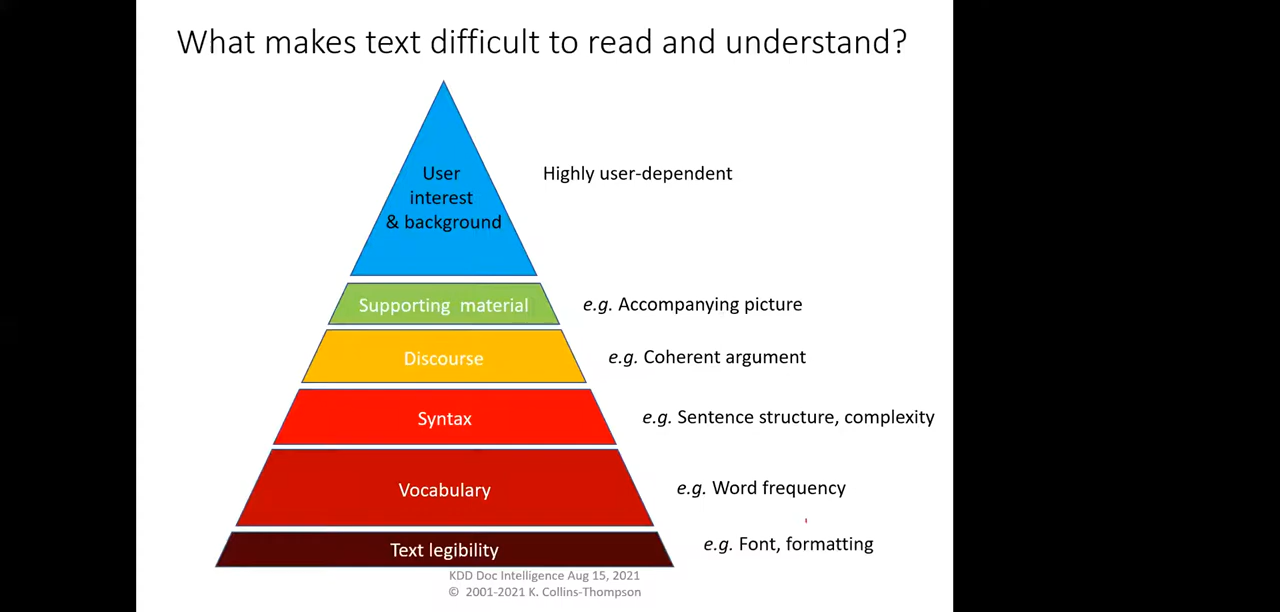 What makes text difficult to read and understand?
User
interest
& background
Highly user-dependent
Supporting material
e.g. Accompanying picture
Discourse
e.g. Coherent argument
Syntax
e.g. Sentence structure, complexity
Vocabulary
e.g. Word frequency
Text legibility
e.g. Font, formatting
KDD Doc Intelligence Aug 15, 2021
© 2001-2021 K. Collins-Thompson